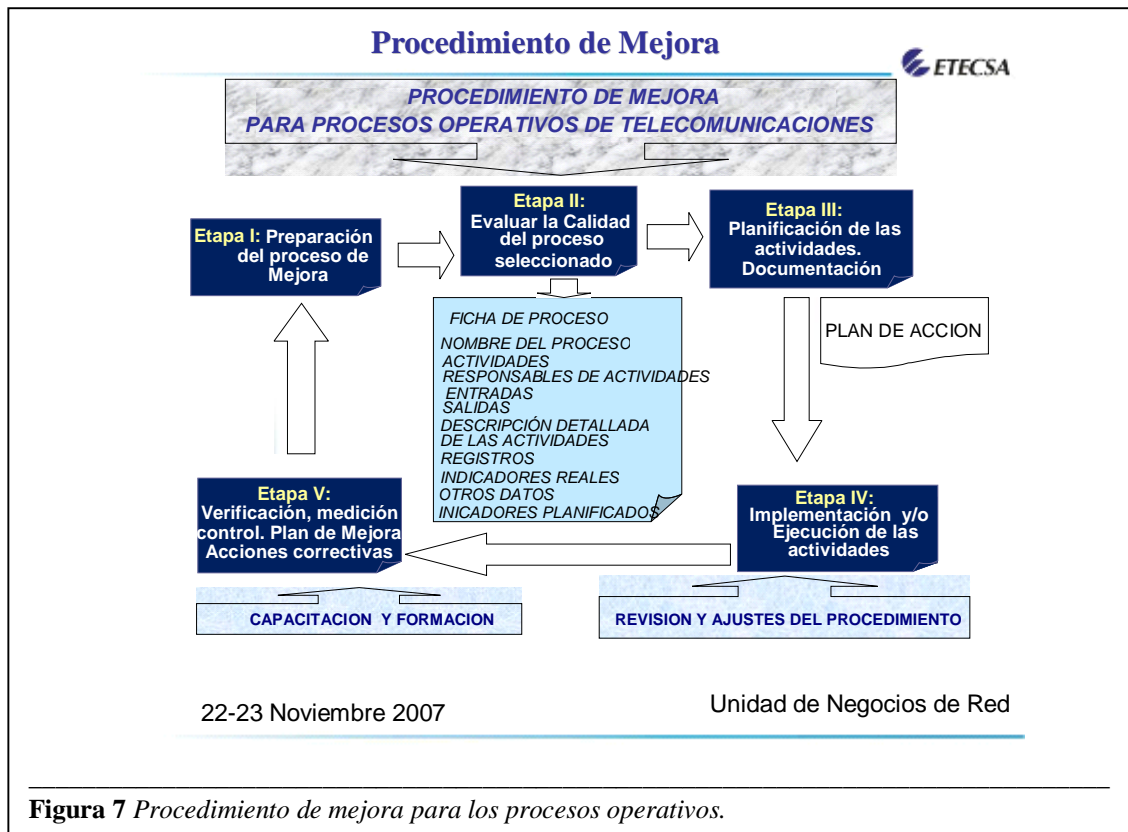 Procedimiento de Mejora
ETECSA
PROCEDIMIENTO DE MEJORA
PARA PROCESOS OPERATIVOS DE TELECOMUNICACIONES
Etapa I: Preparación
del proceso de
Mejora
Etapa II:
Evaluar la Calidad
del proceso
seleccionado
Etapa III:
Planificación de las
actividades.
Documentación
FICHA DE PROCESO
NOMBRE DEL PROCESO
ACTIVIDADES
RESPONSABLES DE ACTIVIDADES
ENTRADAS
SALIDAS
DESCRIPCIÓN DETALLADA
DE LAS ACTIVIDADES
REGISTROS
INDICADORES REALES
OTROS DATOS
INICADORES PLANIFICADOS
PLAN DE ACCION
Etapa V:
Verificación, medición
control. Plan de Mejora
Acciones correctivas
Etapa IV:
Implementación y/o
Ejecución de las
actividades
CAPACITACION Y FORMACION
REVISION Y AJUSTES DEL PROCEDIMIENTO
22-23 Noviembre 2007
Unidad de Negocios de Red
Figura 7 Procedimiento de mejora para los procesos operativos.